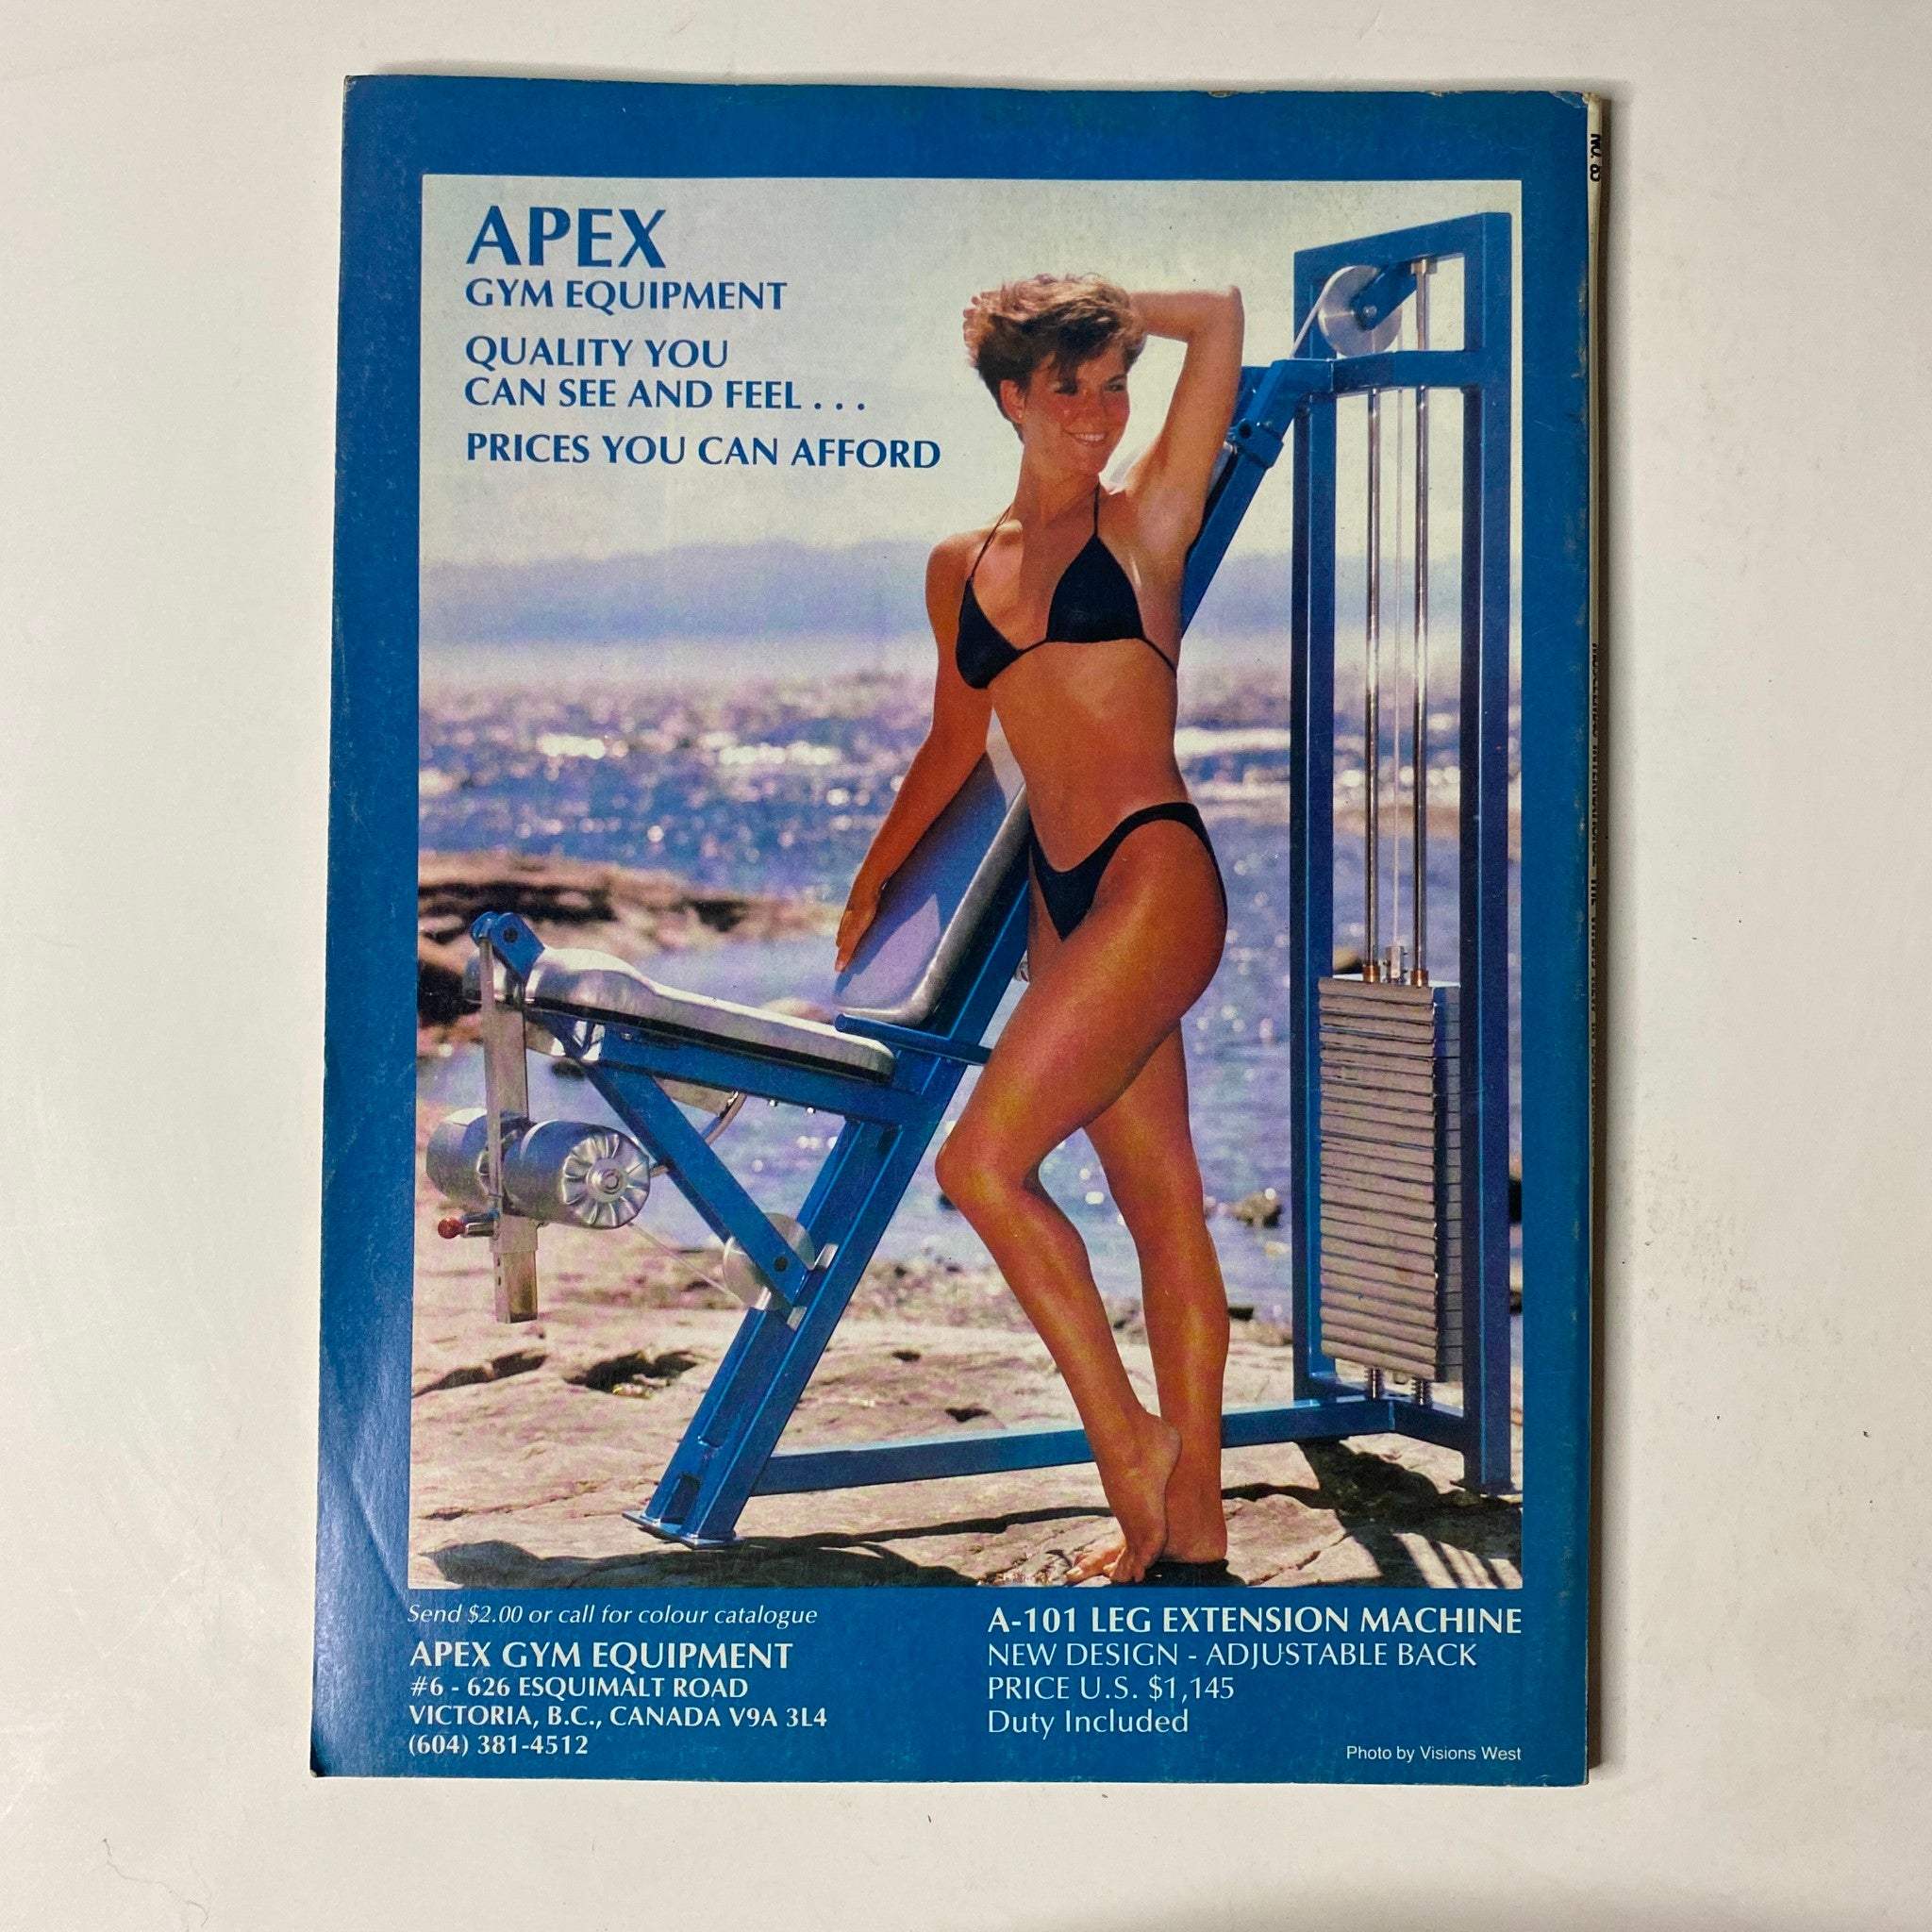 APEX
GYM EQUIPMENT
QUALITY YOU
CAN SEE AND FEEL . . .
PRICES YOU CAN AFFORD
Send $2.00 or call for colour catalogue
APEX GYM EQUIPMENT
#6 - 626 ESQUIMALT ROAD
VICTORIA, B.C., CANADA V9A 3L4
(604) 381-4512
A-101 LEG EXTENSION MACHINE
NEW DESIGN - ADJUSTABLE BACK
PRICE U.S. $1,145
Duty Included
Photo by Visions West